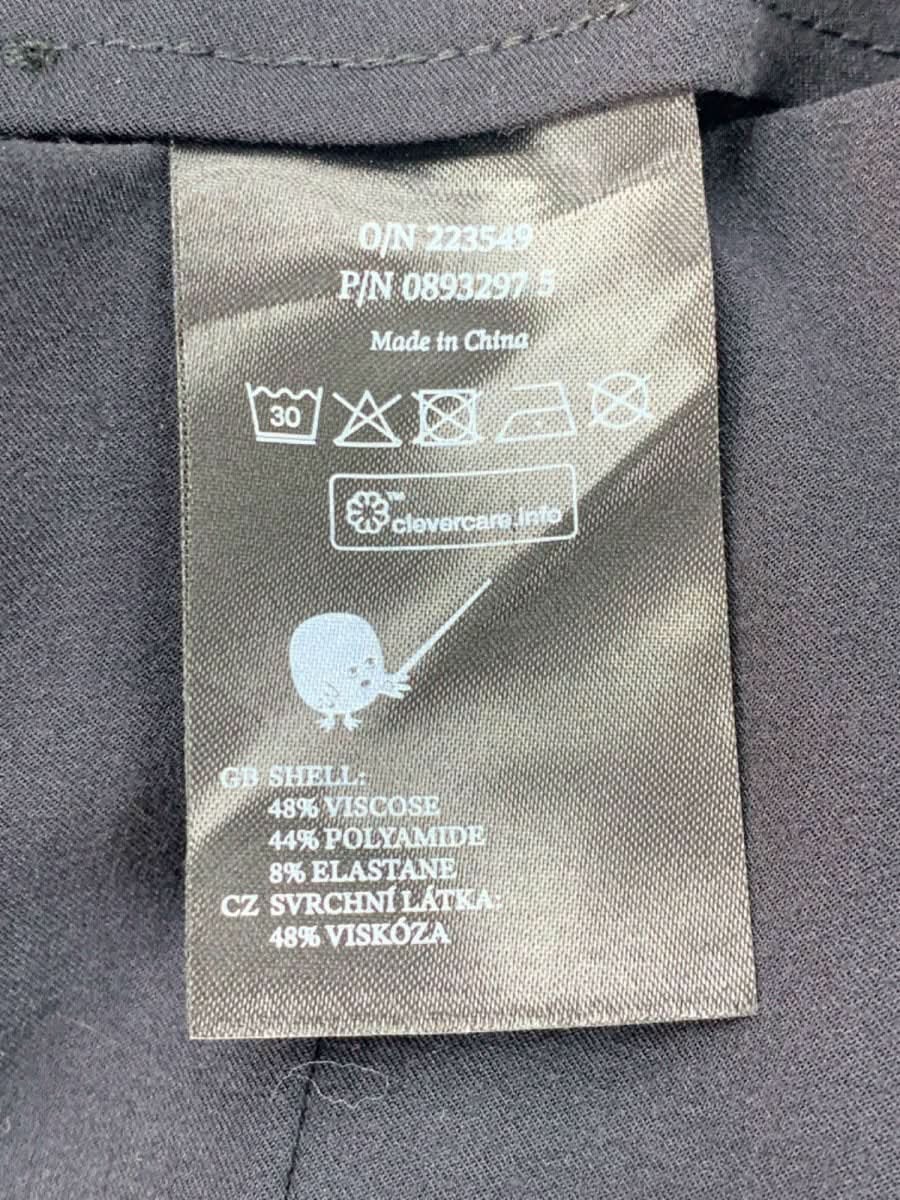 O/N 223549
P/N 0893297 5
Made in China
30
™
clevercare.info
GB SHELL:
48% VISCOSE
44% POLYAMIDE
8% ELASTANE
CZ SVRCHNÍ LÁTKA:
48% VISKÓZA